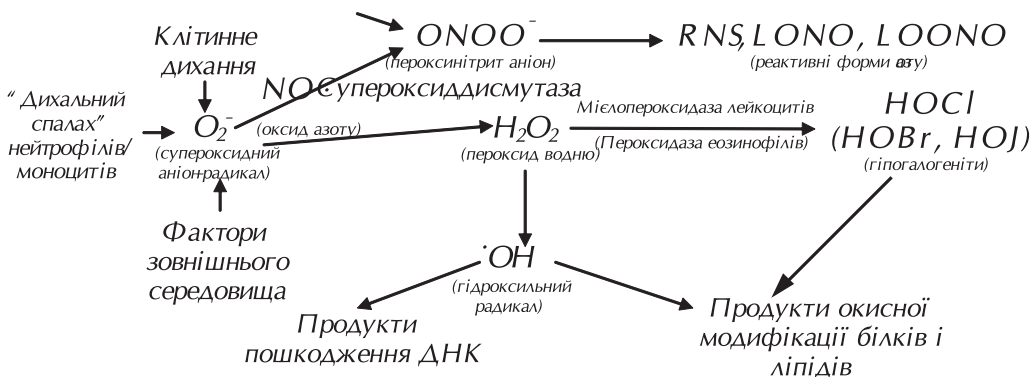 Клітинне
дихання
ONOO⁻
(пероксинітрит аніон)
RNS, LONO, LOONO
(реактивні форми азоту)
“ Дихальний
спалах”
нейтрофілів/
моноцитів
O₂⁻
(супероксидний
аніон-радикал)
NO
(оксид азоту)
Супероксиддисмутаза
H₂O₂
(пероксид водню)
Мієлопероксидаза лейкоцитів
(Пероксидаза еозинофілів)
HOCl
(HOBr, HOJ)
(гіпогалогеніти)
Фактори
зовнішнього
середовища
·OH
(гідроксильний
радикал)
Продукти
пошкодження ДНК
Продукти окисної
модифікації білків і
ліпідів